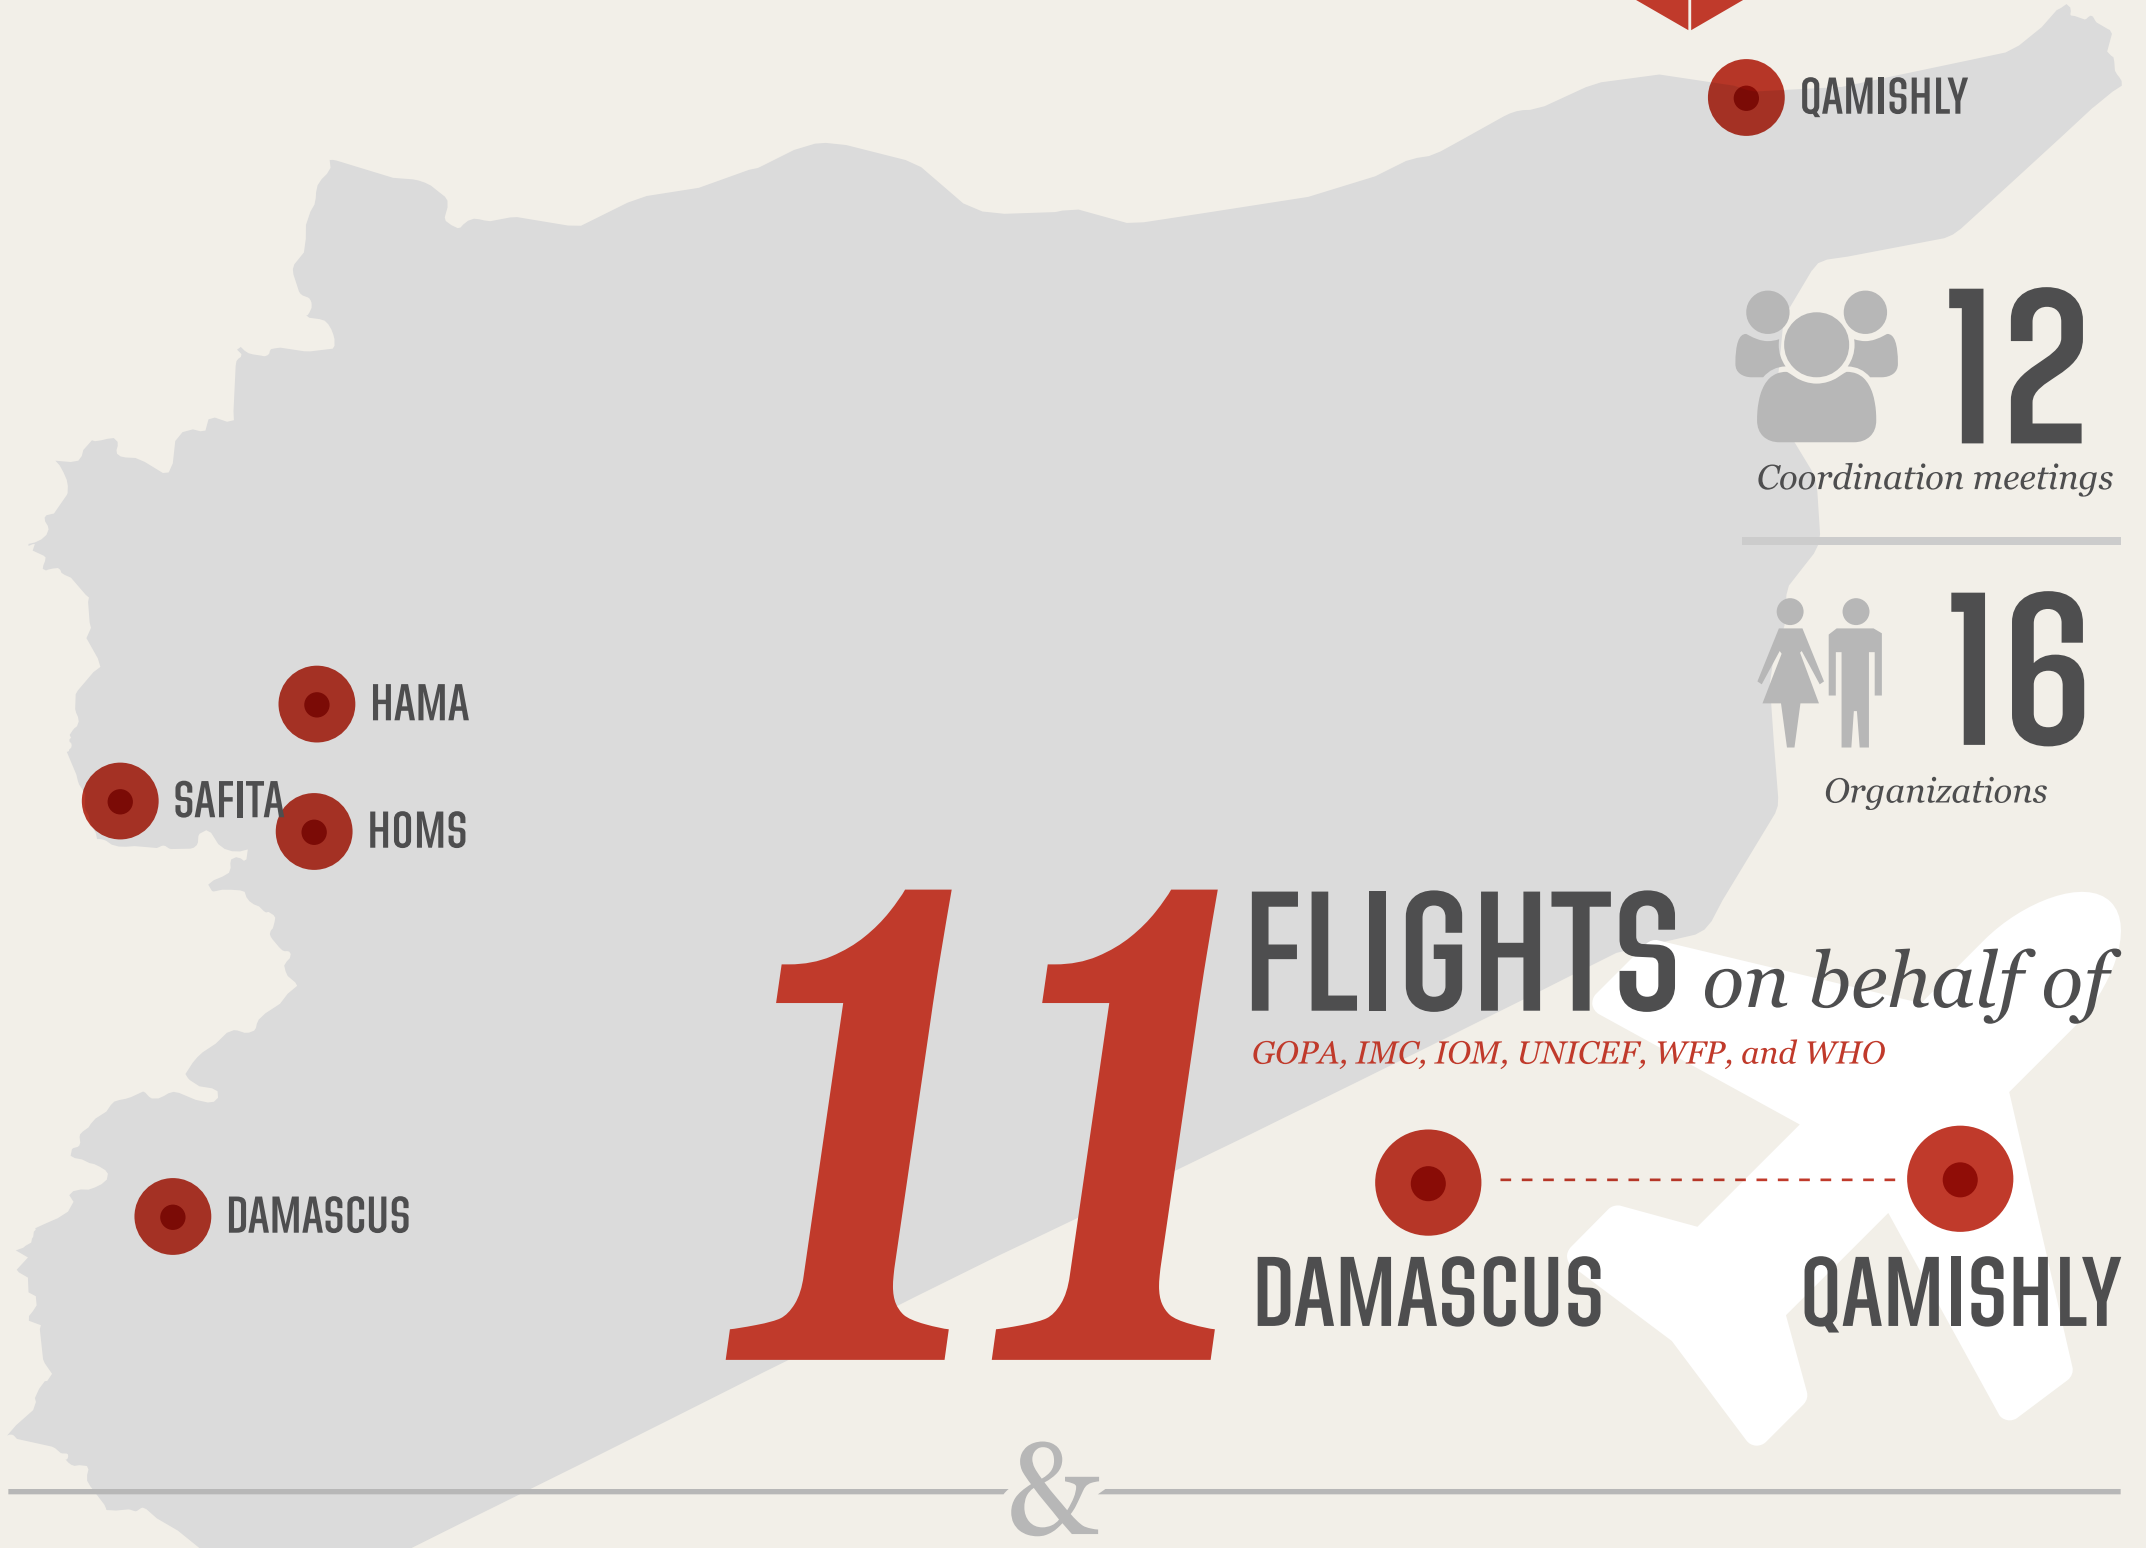 QAMISHLY
12
Coordination meetings
16
Organizations
HAMA
SAFITA
HOMS
DAMASCUS
11 FLIGHTS on behalf of
GOPA, IMC, IOM, UNICEF, WFP, and WHO
DAMASCUS QAMISHLY
&